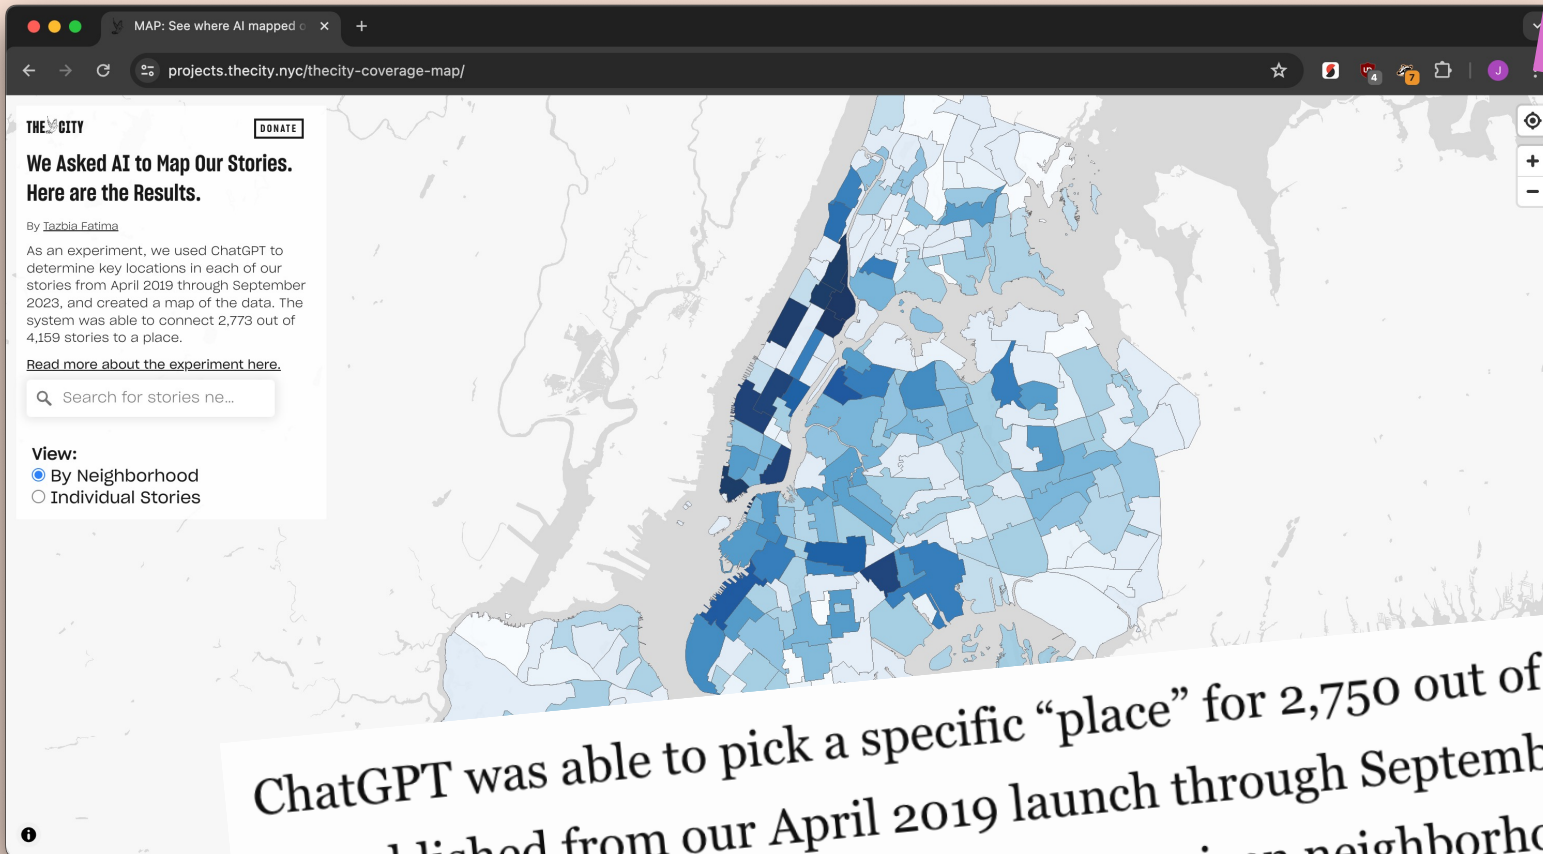 MAP: See where AI mapped o
projects.thecity.nyc/thecity-coverage-map/
4
7
J
THE CITY
DONATE
We Asked AI to Map Our Stories.
Here are the Results.
By Tazbia Fatima
As an experiment, we used ChatGPT to
determine key locations in each of our
stories from April 2019 through September
2023, and created a map of the data. The
system was able to connect 2,773 out of
4,159 stories to a place.
Read more about the experiment here.
Search for stories ne...
View:
By Neighborhood
Individual Stories
ChatGPT was able to pick a specific “place” for 2,750 out of
from our April 2019 launch through Septemb
neighborho